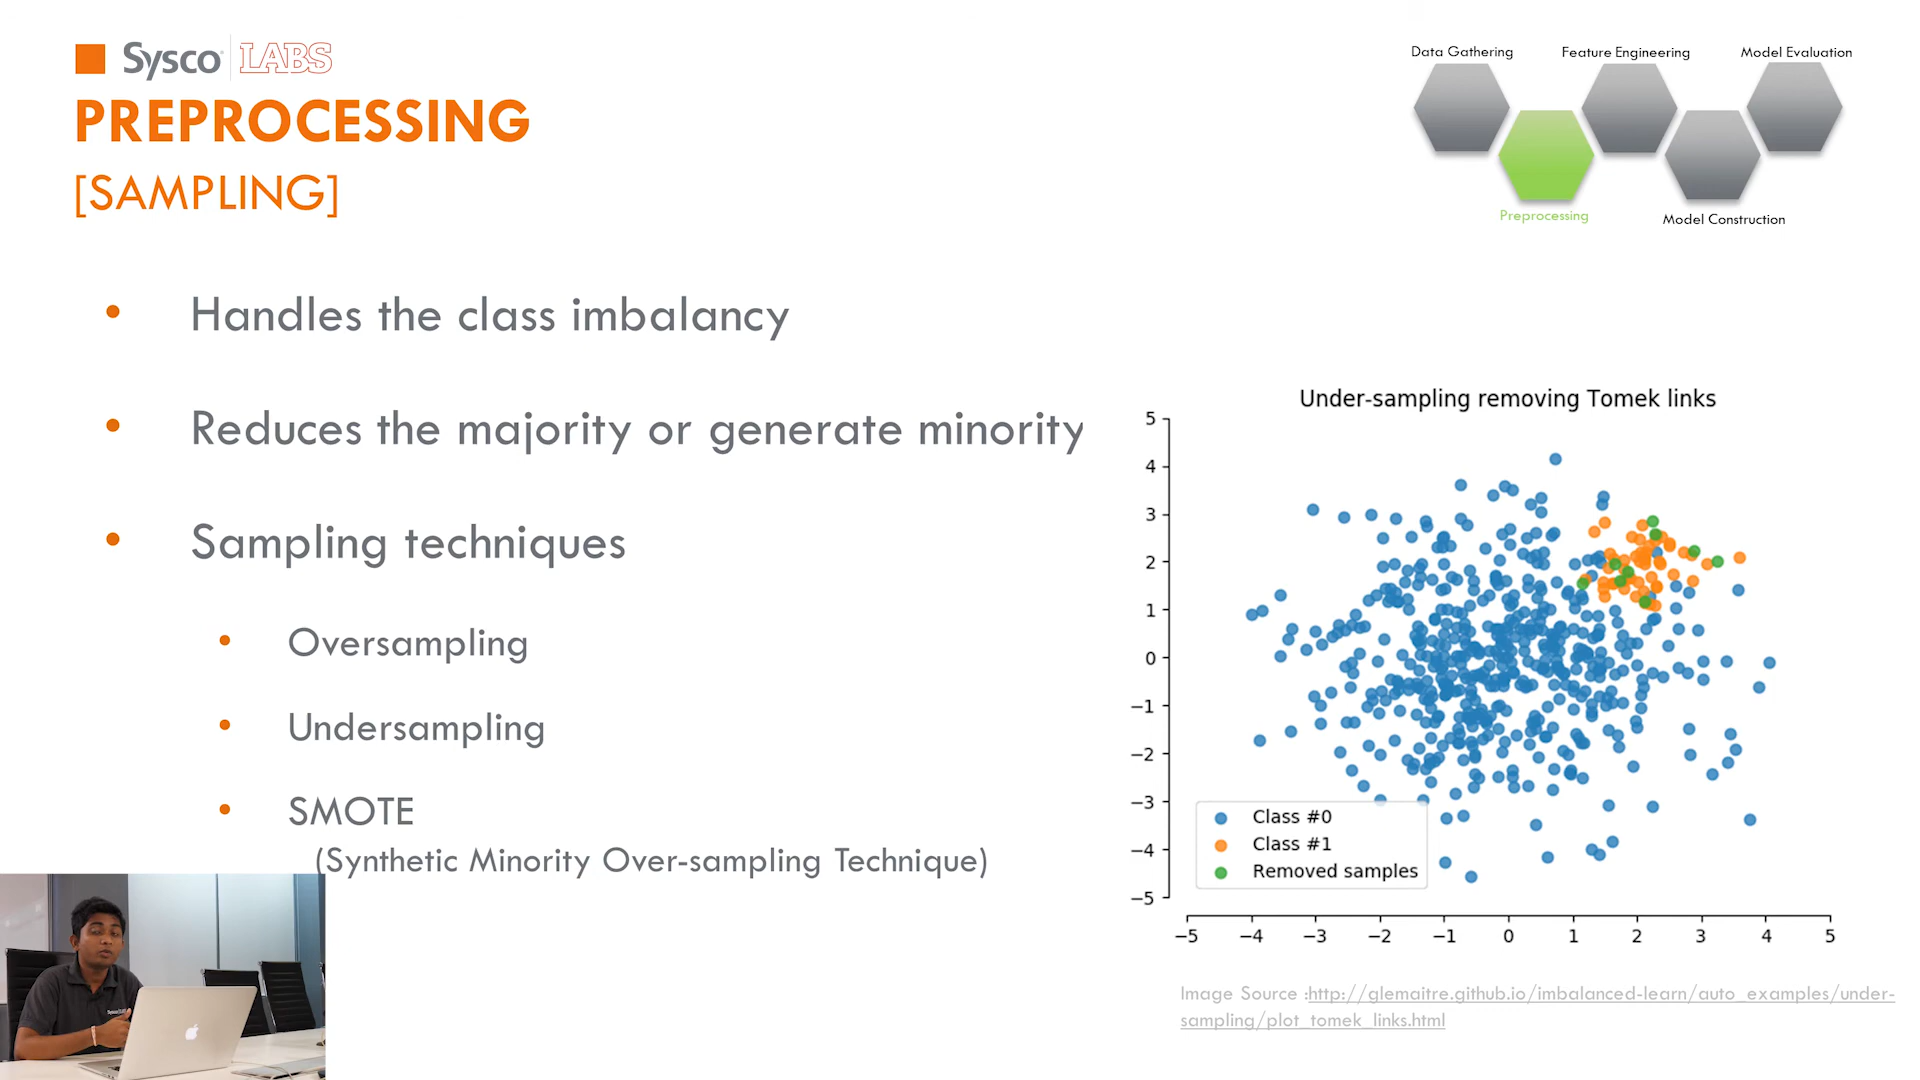 Sysco LABS
PREPROCESSING
[SAMPLING]
Data Gathering
Feature Engineering
Model Evaluation
Preprocessing
Model Construction
• Handles the class imbalancy
• Reduces the majority or generate minority
• Sampling techniques
• Oversampling
• Undersampling
• SMOTE
(Synthetic Minority Over-sampling Technique)
Under-sampling removing Tomek links
5
4
3
2
1
0
−1
−2
−3
−4
−5
Class #0
Class #1
Removed samples
−5 −4 −3 −2 −1 0 1 2 3 4 5
Image Source :http://glemaitre.github.io/imbalanced-learn/auto_examples/under-
sampling/plot_tomek_links.html